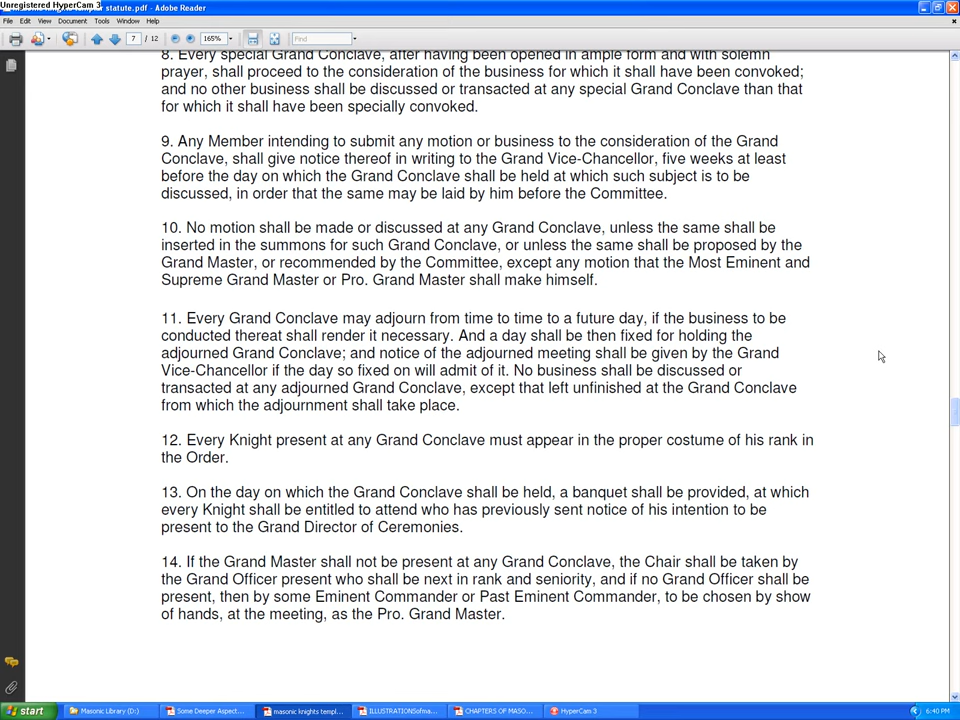 Unregistered HyperCam 3
statute.pdf - Adobe Reader
File Edit View Document Tools Window Help
7 / 12 165% Find
8. Every special Grand Conclave, after having been opened in ample form and with solemn
prayer, shall proceed to the consideration of the business for which it shall have been convoked;
and no other business shall be discussed or transacted at any special Grand Conclave than that
for which it shall have been specially convoked.
9. Any Member intending to submit any motion or business to the consideration of the Grand
Conclave, shall give notice thereof in writing to the Grand Vice-Chancellor, five weeks at least
before the day on which the Grand Conclave shall be held at which such subject is to be
discussed, in order that the same may be laid by him before the Committee.
10. No motion shall be made or discussed at any Grand Conclave, unless the same shall be
inserted in the summons for such Grand Conclave, or unless the same shall be proposed by the
Grand Master, or recommended by the Committee, except any motion that the Most Eminent and
Supreme Grand Master or Pro. Grand Master shall make himself.
11. Every Grand Conclave may adjourn from time to time to a future day, if the business to be
conducted thereat shall render it necessary. And a day shall be then fixed for holding the
adjourned Grand Conclave; and notice of the adjourned meeting shall be given by the Grand
Vice-Chancellor if the day so fixed on will admit of it. No business shall be discussed or
transacted at any adjourned Grand Conclave, except that left unfinished at the Grand Conclave
from which the adjournment shall take place.
12. Every Knight present at any Grand Conclave must appear in the proper costume of his rank in
the Order.
13. On the day on which the Grand Conclave shall be held, a banquet shall be provided, at which
every Knight shall be entitled to attend who has previously sent notice of his intention to be
present to the Grand Director of Ceremonies.
14. If the Grand Master shall not be present at any Grand Conclave, the Chair shall be taken by
the Grand Officer present who shall be next in rank and seniority, and if no Grand Officer shall be
present, then by some Eminent Commander or Past Eminent Commander, to be chosen by show
of hands, at the meeting, as the Pro. Grand Master.
start Masonic Library (D:) Some Deeper Aspect... masonic knights templ... ILLUSTRATIONSofma... CHAPTERS OF MASO... HyperCam 3 6:40 PM